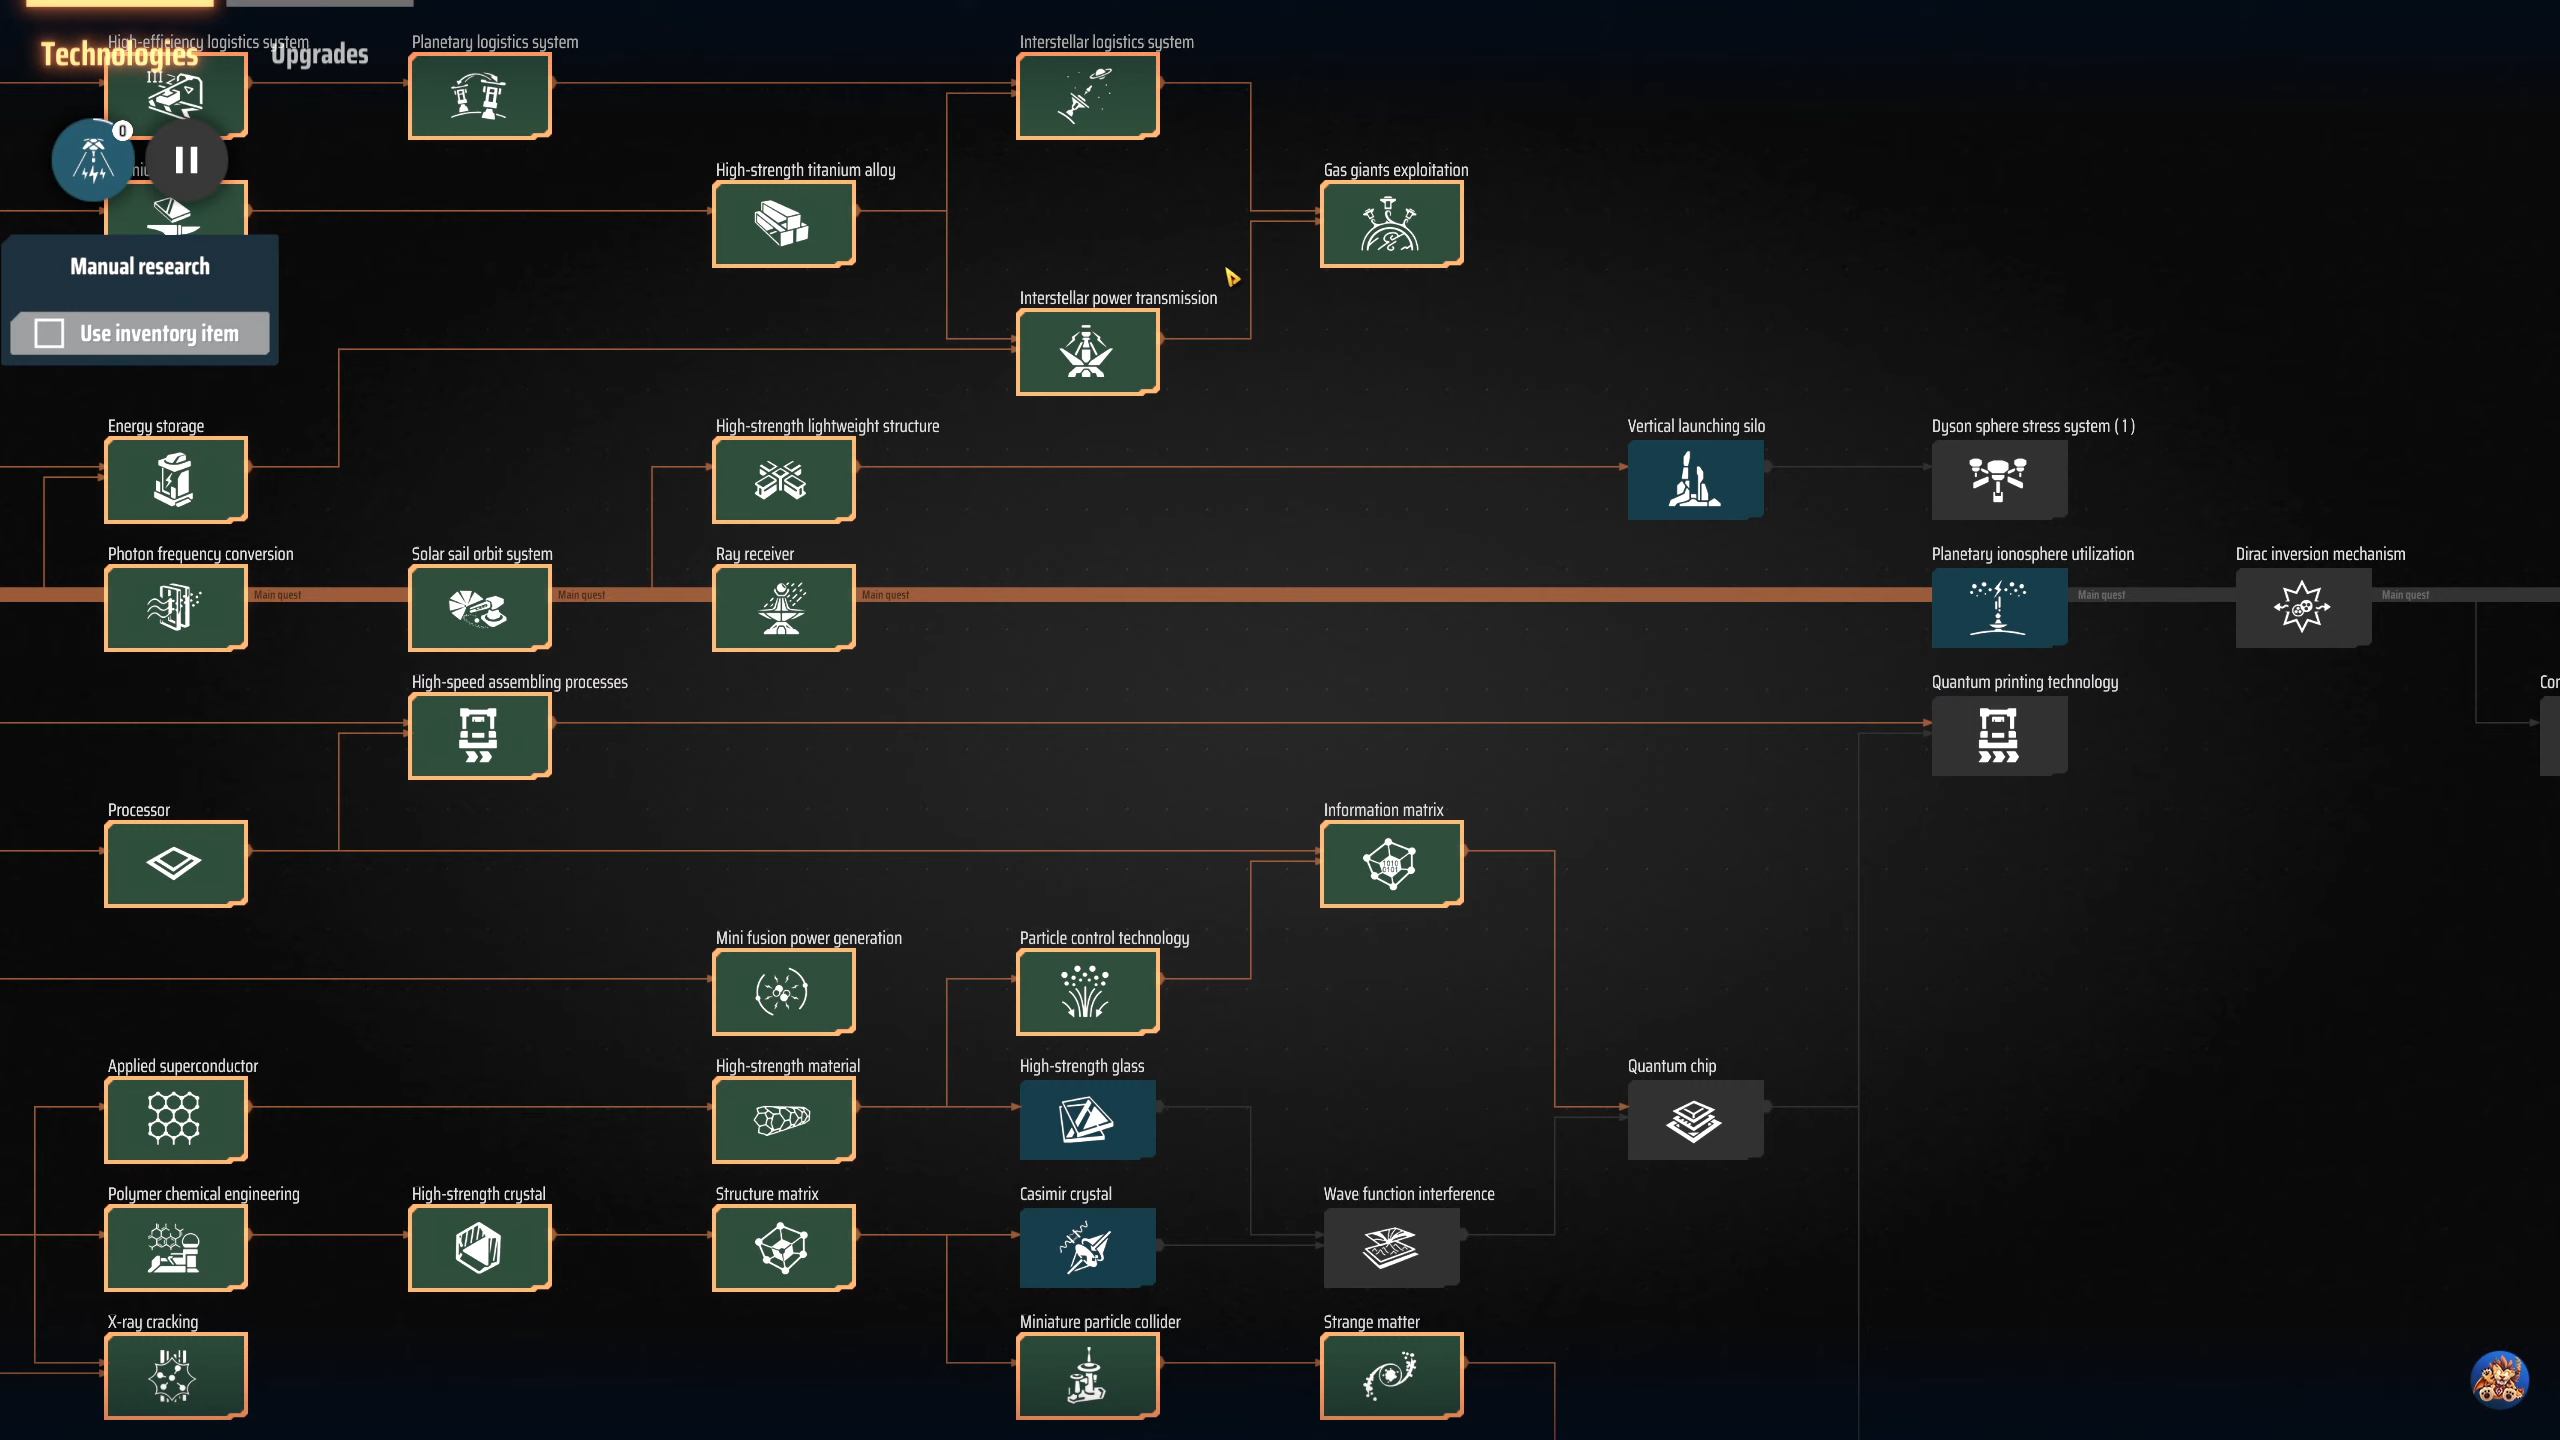 High-efficiency logistics system
Planetary logistics system
Interstellar logistics system
Technologies
Upgrades
0
High-strength titanium alloy
Gas giants exploitation
Manual research
Use inventory item
Interstellar power transmission
Energy storage
High-strength lightweight structure
Vertical launching silo
Dyson sphere stress system ( 1 )
Photon frequency conversion
Solar sail orbit system
Ray receiver
Planetary ionosphere utilization
Dirac inversion mechanism
Main quest
Main quest
Main quest
Main quest
Main quest
High-speed assembling processes
Quantum printing technology
Con
Processor
Information matrix
1010
0101
Mini fusion power generation
Particle control technology
Applied superconductor
High-strength material
High-strength glass
Quantum chip
Polymer chemical engineering
High-strength crystal
Structure matrix
Casimir crystal
Wave function interference
X-ray cracking
Miniature particle collider
Strange matter